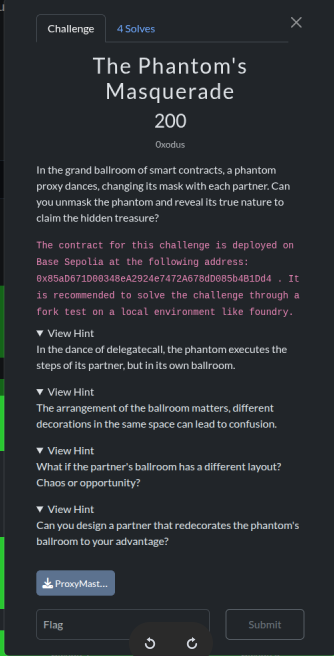 Challenge
4 Solves
The Phantom's
Masquerade
200
0xodus
In the grand ballroom of smart contracts, a phantom
proxy dances, changing its mask with each partner. Can
you unmask the phantom and reveal its true nature to
claim the hidden treasure?
The contract for this challenge is deployed on
Base Sepolia at the following address:
0x85aD671D00348eA2924e7472A678dD085b4B1Dd4 . It
is recommended to solve the challenge through a
fork test on a local environment like foundry.
▼ View Hint
In the dance of delegatecall, the phantom executes the
steps of its partner, but in its own ballroom.
▼ View Hint
The arrangement of the ballroom matters, different
decorations in the same space can lead to confusion.
▼ View Hint
What if the partner's ballroom has a different layout?
Chaos or opportunity?
▼ View Hint
Can you design a partner that redecorates the phantom's
ballroom to your advantage?
ProxyMast...
Flag
Submit